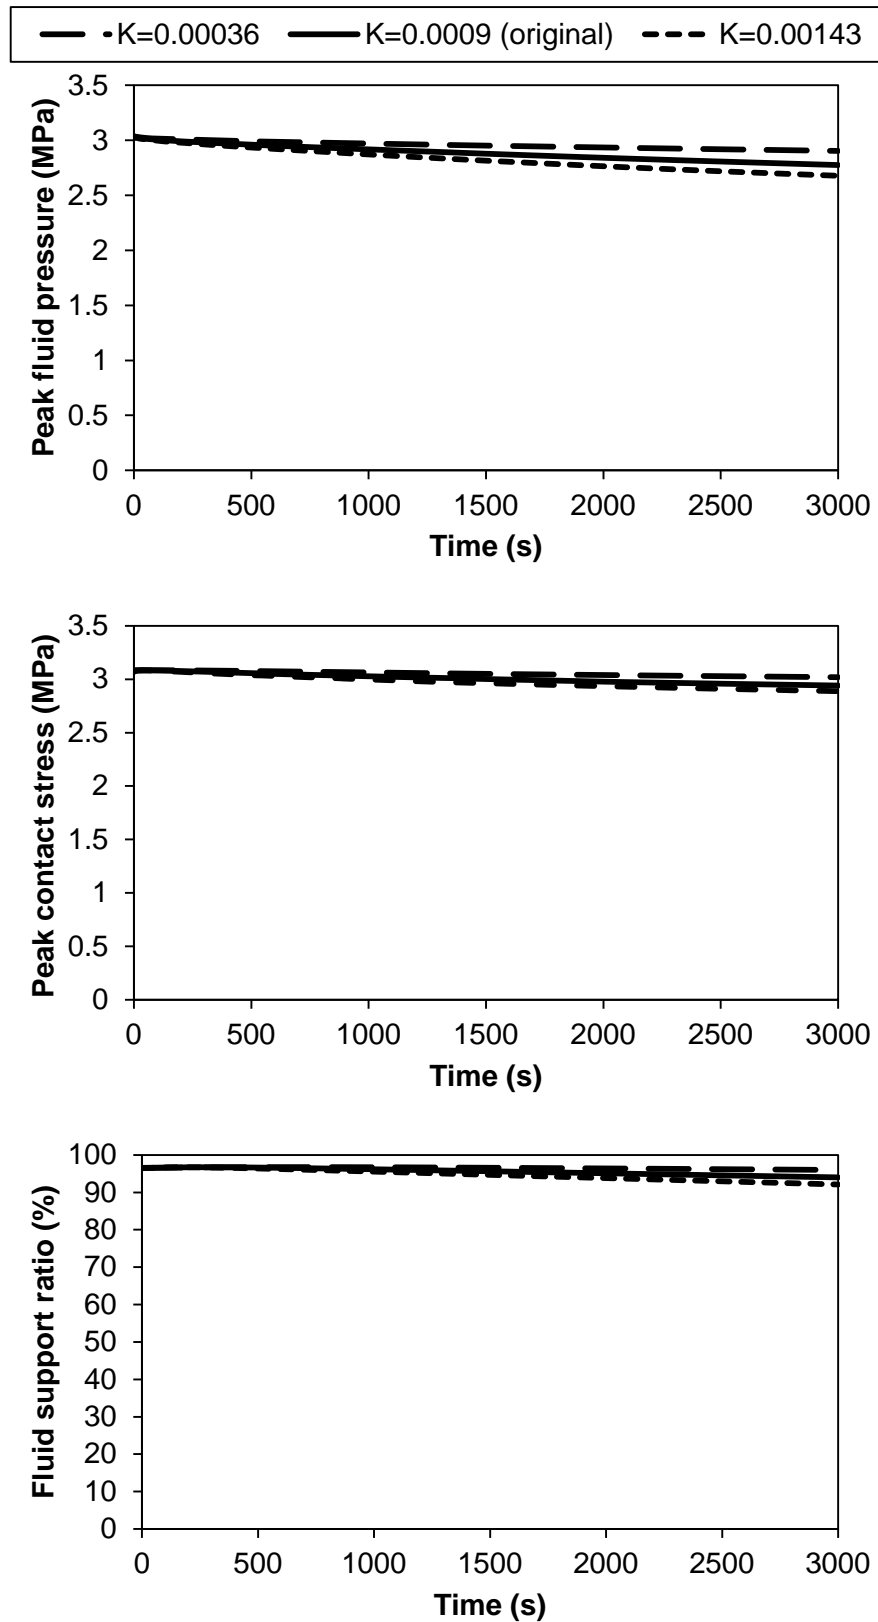 K=0.00036 K=0.0009 (original) K=0.00143
3.5
3
2.5
2
1.5
1
0.5
0
Peak fluid pressure (MPa)
0 500 1000 1500 2000 2500 3000
Time (s)
3.5
3
2.5
2
1.5
1
0.5
0
Peak contact stress (MPa)
0 500 1000 1500 2000 2500 3000
Time (s)
100
90
80
70
60
50
40
30
20
10
0
Fluid support ratio (%)
0 500 1000 1500 2000 2500 3000
Time (s)